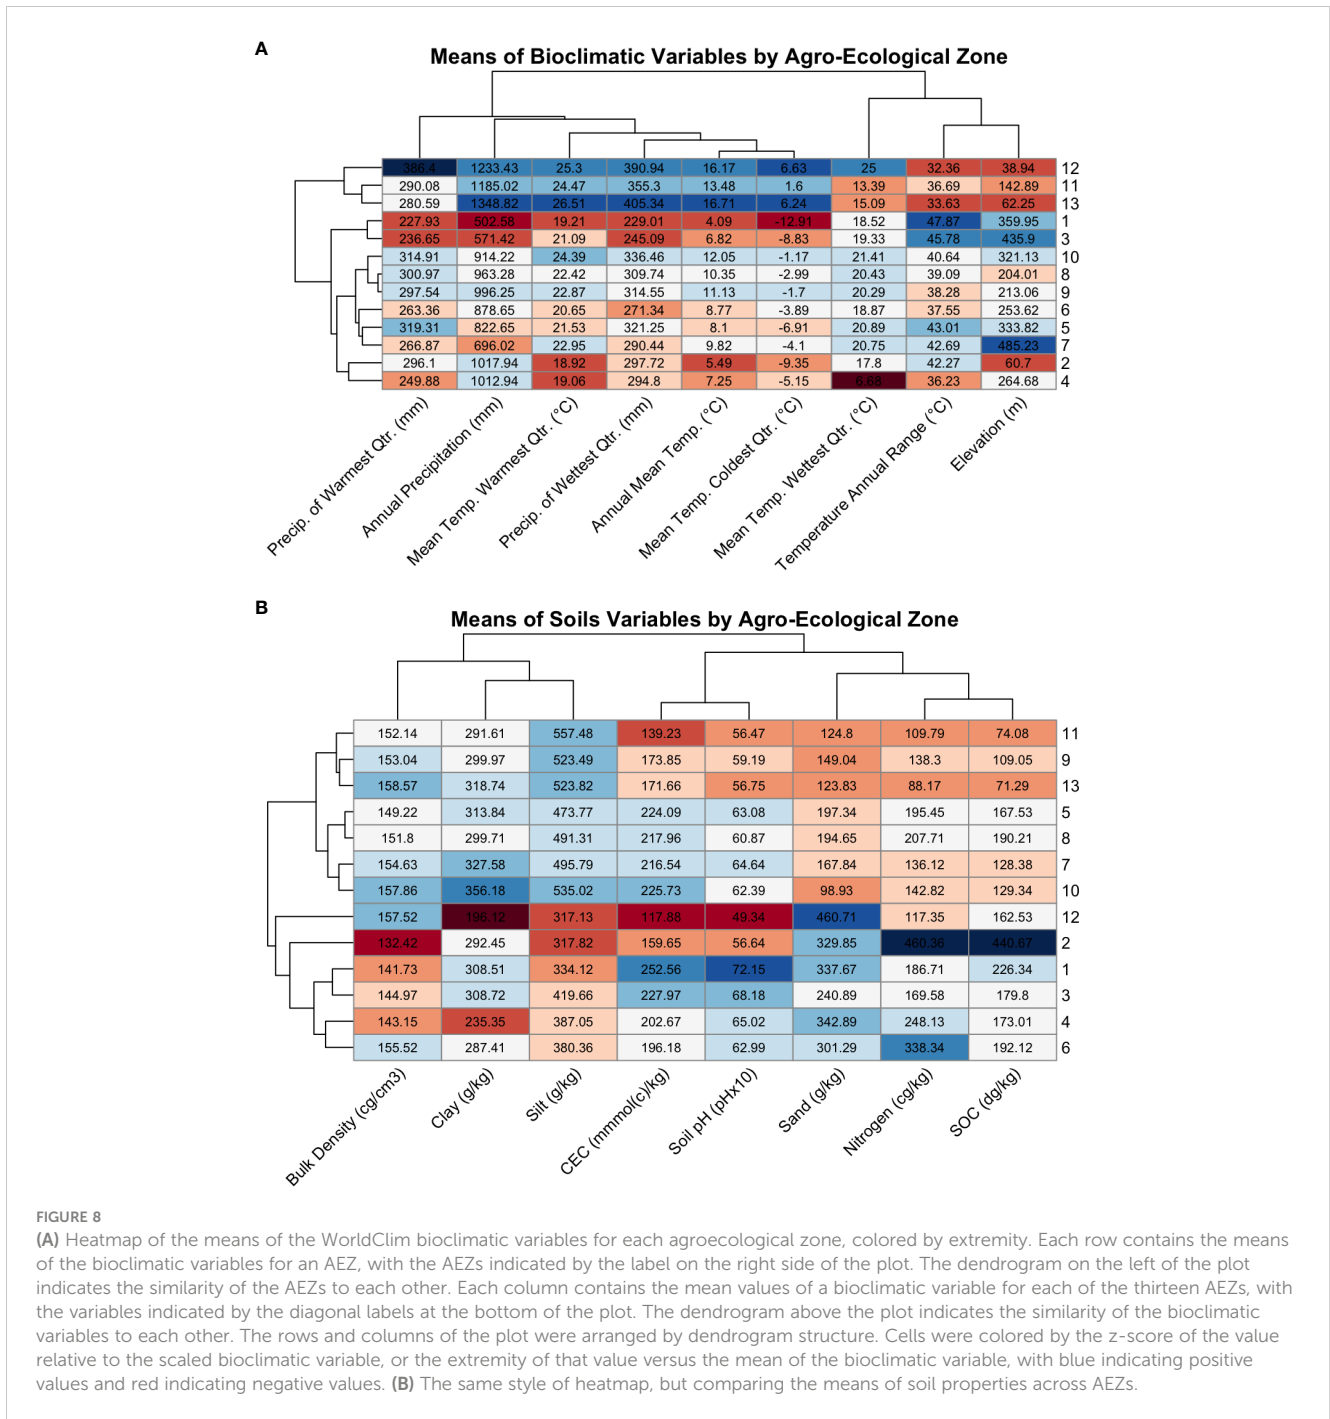 A
Means of Bioclimatic Variables by Agro-Ecological Zone
386.4 1233.43 25.3 390.94 16.17 6.63 25 32.36 38.94 12
290.08 1185.02 24.47 355.3 13.48 1.6 13.39 36.69 142.89 11
280.59 1348.82 26.51 405.34 16.71 6.24 15.09 33.63 62.25 13
227.93 502.58 19.21 229.01 4.09 -12.91 18.52 47.87 359.95 1
236.65 571.42 21.09 245.09 6.82 -8.83 19.33 45.78 435.9 3
314.91 914.22 24.39 336.46 12.05 -1.17 21.41 40.64 321.13 10
300.97 963.28 22.42 309.74 10.35 -2.99 20.43 39.09 204.01 8
297.54 996.25 22.87 314.55 11.13 -1.7 20.29 38.28 213.06 9
263.36 878.65 20.65 271.34 8.77 -3.89 18.87 37.55 253.62 6
319.31 822.65 21.53 321.25 8.1 -6.91 20.89 43.01 333.82 5
266.87 696.02 22.95 290.44 9.82 -4.1 20.75 42.69 485.23 7
296.1 1017.94 18.92 297.72 5.49 -9.35 17.8 42.27 60.7 2
249.88 1012.94 19.06 294.8 7.25 -5.15 6.68 36.23 264.68 4
Precip. of Warmest Qtr. (mm)
Annual Precipitation (mm)
Mean Temp. Warmest Qtr. (°C)
Precip. of Wettest Qtr. (mm)
Annual Mean Temp. (°C)
Mean Temp. Coldest Qtr. (°C)
Mean Temp. Wettest Qtr. (°C)
Temperature Annual Range (°C)
Elevation (m)
B
Means of Soils Variables by Agro-Ecological Zone
152.14 291.61 557.48 139.23 56.47 124.8 109.79 74.08 11
153.04 299.97 523.49 173.85 59.19 149.04 138.3 109.05 9
158.57 318.74 523.82 171.66 56.75 123.83 88.17 71.29 13
149.22 313.84 473.77 224.09 63.08 197.34 195.45 167.53 5
151.8 299.71 491.31 217.96 60.87 194.65 207.71 190.21 8
154.63 327.58 495.79 216.54 64.64 167.84 136.12 128.38 7
157.86 356.18 535.02 225.73 62.39 98.93 142.82 129.34 10
157.52 196.12 317.13 117.88 49.34 460.71 117.35 162.53 12
132.42 292.45 317.82 159.65 56.64 329.85 460.36 440.67 2
141.73 308.51 334.12 252.56 72.15 337.67 186.71 226.34 1
144.97 308.72 419.66 227.97 68.18 240.89 169.58 179.8 3
143.15 235.35 387.05 202.67 65.02 342.89 248.13 173.01 4
155.52 287.41 380.36 196.18 62.99 301.29 338.34 192.12 6
Bulk Density (cg/cm3)
Clay (g/kg)
Silt (g/kg)
CEC (mmmol(c)/kg)
Soil pH (pHx10)
Sand (g/kg)
Nitrogen (cg/kg)
SOC (dg/kg)
FIGURE 8
(A) Heatmap of the means of the WorldClim bioclimatic variables for each agroecological zone, colored by extremity. Each row contains the means
of the bioclimatic variables for an AEZ, with the AEZs indicated by the label on the right side of the plot. The dendrogram on the left of the plot
indicates the similarity of the AEZs to each other. Each column contains the mean values of a bioclimatic variable for each of the thirteen AEZs, with
the variables indicated by the diagonal labels at the bottom of the plot. The dendrogram above the plot indicates the similarity of the bioclimatic
variables to each other. The rows and columns of the plot were arranged by dendrogram structure. Cells were colored by the z-score of the value
relative to the scaled bioclimatic variable, or the extremity of that value versus the mean of the bioclimatic variable, with blue indicating positive
values and red indicating negative values. (B) The same style of heatmap, but comparing the means of soil properties across AEZs.